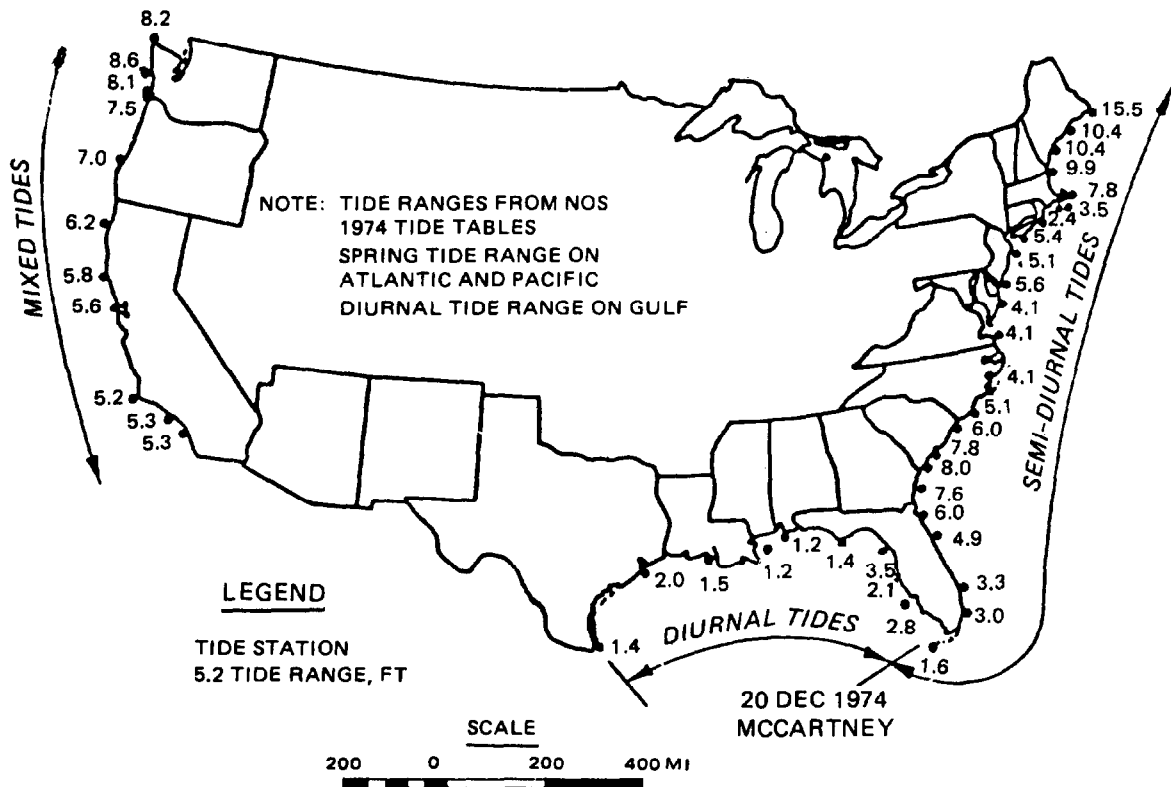 8.2
8.6
8.1
7.5
7.0
6.2
5.8
5.6
5.2
5.3
5.3
MIXED TIDES
NOTE: TIDE RANGES FROM NOS
1974 TIDE TABLES
SPRING TIDE RANGE ON
ATLANTIC AND PACIFIC
DIURNAL TIDE RANGE ON GULF
15.5
10.4
10.4
9.9
7.8
3.5
2.4
5.4
5.1
5.6
4.1
4.1
4.1
5.1
6.0
7.8
8.0
7.6
6.0
4.9
3.3
3.0
SEMI-DIURNAL TIDES
1.4
2.0
1.5
1.2
1.2
1.4
3.5
2.1
2.8
1.6
DIURNAL TIDES
20 DEC 1974
MCCARTNEY
LEGEND
TIDE STATION
5.2 TIDE RANGE, FT
SCALE
200 0 200 400 MI